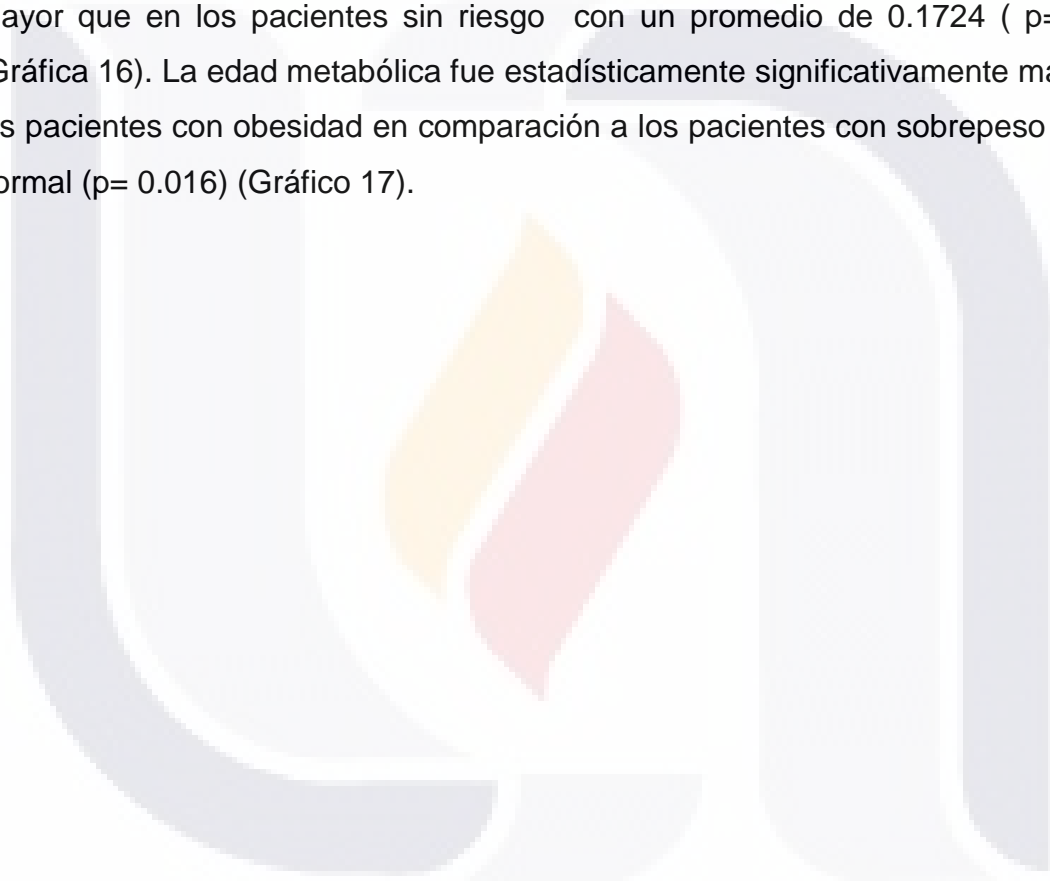 ayor que en los pacientes sin riesgo con un promedio de 0.1724 ( p=
Gráfica 16). La edad metabólica fue estadísticamente significativamente ma
s pacientes con obesidad en comparación a los pacientes con sobrepeso
ormal (p= 0.016) (Gráfico 17).